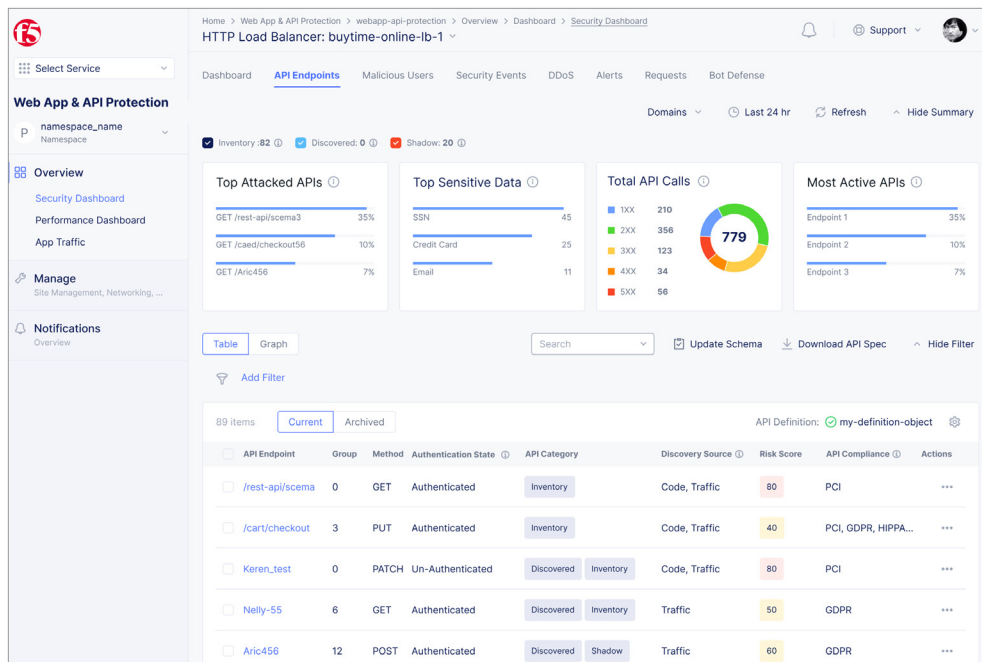 Home > Web App & API Protection > webapp-api-protection > Overview > Dashboard > Security Dashboard
HTTP Load Balancer: buytime-online-lb-1
Support
f5
Select Service
Web App & API Protection
P
namespace_name
Namespace
Overview
Security Dashboard
Performance Dashboard
App Traffic
Manage
Site Management, Networking, ...
Notifications
Overview
Dashboard API Endpoints Malicious Users Security Events DDoS Alerts Requests Bot Defense
Domains Last 24 hr Refresh Hide Summary
Inventory :82 Discovered: 0 Shadow: 20
Top Attacked APIs
GET /rest-api/scema3 35%
GET /caed/checkout56 10%
GET /Aric456 7%
Top Sensitive Data
SSN 45
Credit Card 25
Email 11
Total API Calls
1XX 210
2XX 356
3XX 123
4XX 34
5XX 56
779
Most Active APIs
Endpoint 1 35%
Endpoint 2 10%
Endpoint 3 7%
Table Graph Search Update Schema Download API Spec Hide Filter
Add Filter
89 items Current Archived API Definition: my-definition-object
API Endpoint Group Method Authentication State API Category Discovery Source Risk Score API Compliance Actions
/rest-api/scema 0 GET Authenticated Inventory Code, Traffic 80 PCI
/cart/checkout 3 PUT Authenticated Inventory Code, Traffic 40 PCI, GDPR, HIPPA...
Keren_test 0 PATCH Un-Authenticated Discovered Inventory Code, Traffic 80 PCI
Nelly-55 6 GET Authenticated Discovered Inventory Traffic 50 GDPR
Aric456 12 POST Authenticated Discovered Shadow Traffic 60 GDPR